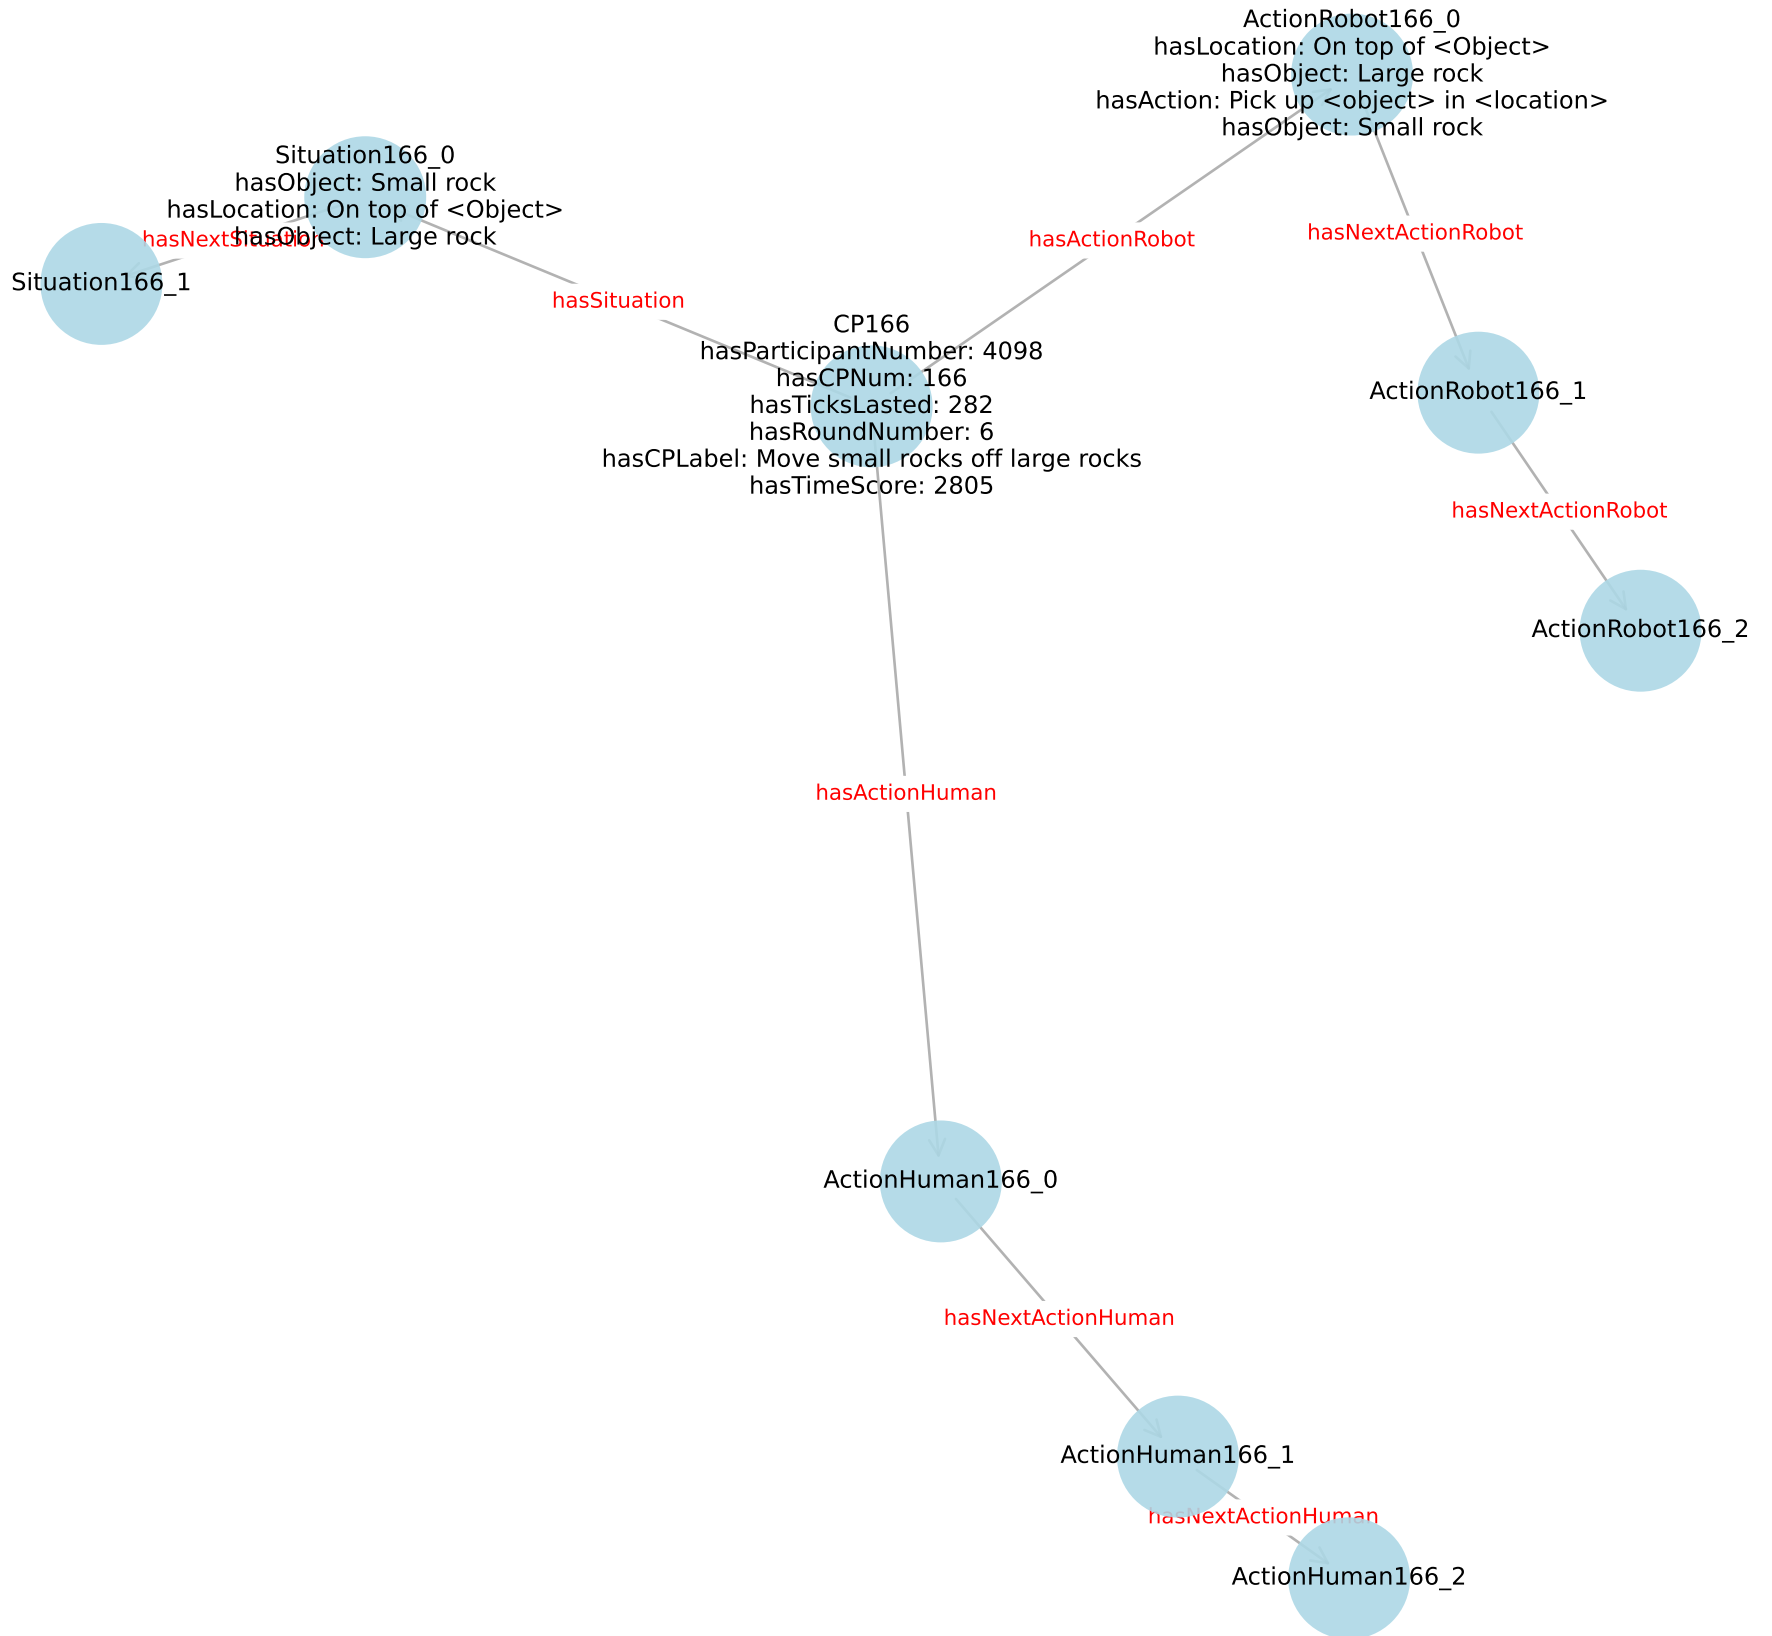 ActionRobot166_0
hasLocation: On top of <Object>
hasObject: Large rock
hasAction: Pick up <object> in <location>
hasObject: Small rock
Situation166_0
hasObject: Small rock
hasLocation: On top of <Object>
hasObject: Large rock
hasNextSituation
Situation166_1
hasActionRobot
hasNextActionRobot
hasSituation
CP166
hasParticipantNumber: 4098
hasCPNum: 166
hasTicksLasted: 282
hasRoundNumber: 6
hasCPLabel: Move small rocks off large rocks
hasTimeScore: 2805
ActionRobot166_1
hasNextActionRobot
ActionRobot166_2
hasActionHuman
ActionHuman166_0
hasNextActionHuman
ActionHuman166_1
hasNextActionHuman
ActionHuman166_2